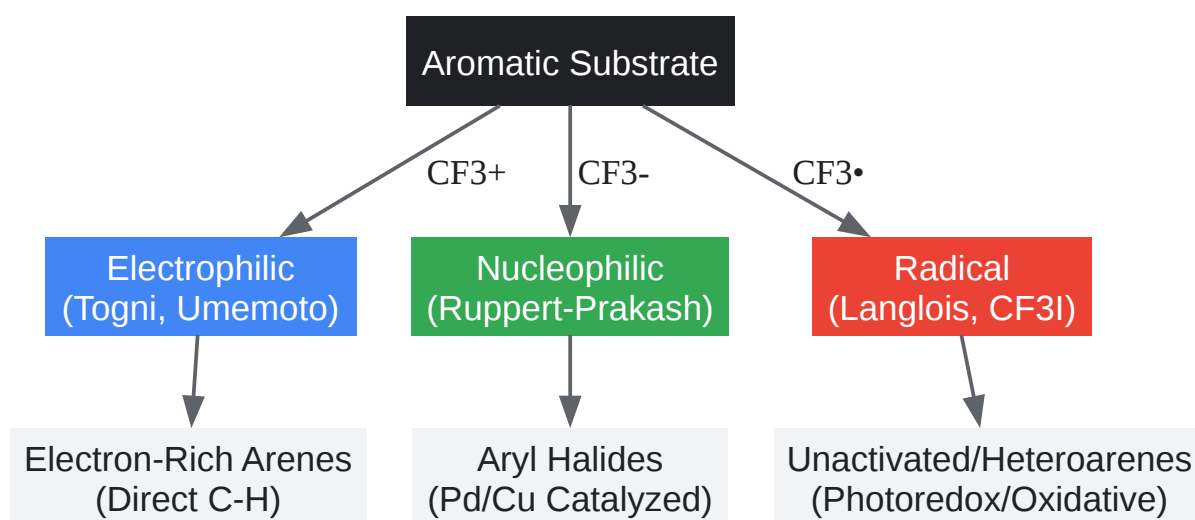 Aromatic Substrate
CF3+
CF3-
CF3•
Electrophilic
(Togni, Umemoto)
Nucleophilic
(Ruppert-Prakash)
Radical
(Langlois, CF3I)
Electron-Rich Arenes
(Direct C-H)
Aryl Halides
(Pd/Cu Catalyzed)
Unactivated/Heteroarenes
(Photoredox/Oxidative)